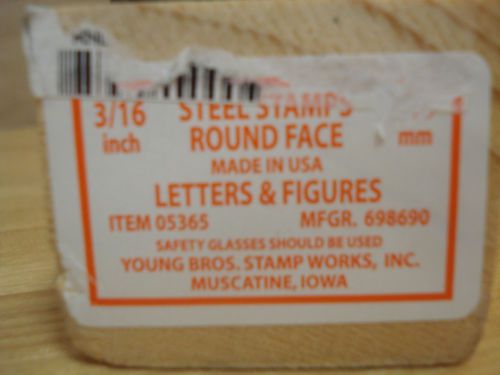 STEEL STAMPS
3/16 inch ROUND FACE mm
MADE IN USA
LETTERS & FIGURES
ITEM 05365 MFGR. 698690
SAFETY GLASSES SHOULD BE USED
YOUNG BROS. STAMP WORKS, INC.
MUSCATINE, IOWA